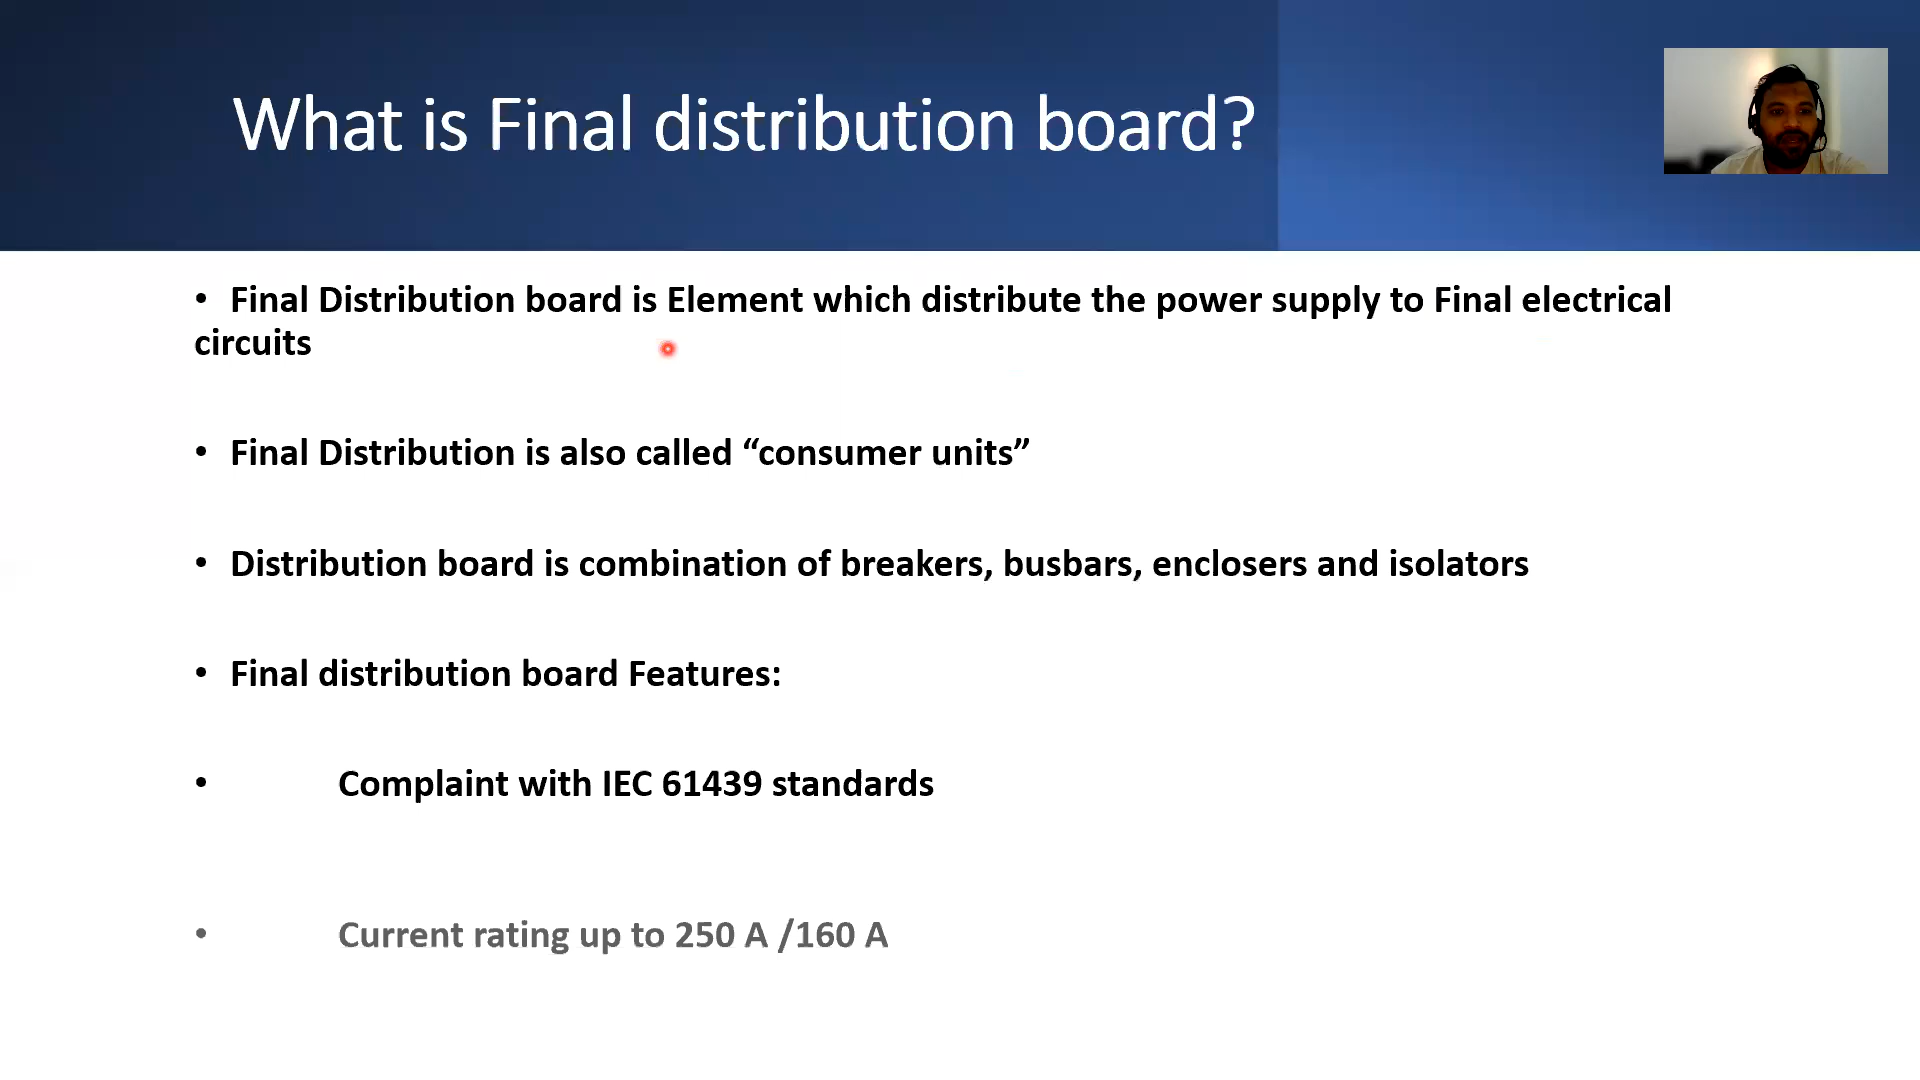 What is Final distribution board?
• Final Distribution board is Element which distribute the power supply to Final electrical
circuits
• Final Distribution is also called “consumer units”
• Distribution board is combination of breakers, busbars, enclosers and isolators
• Final distribution board Features:
• Complaint with IEC 61439 standards
• Current rating up to 250 A /160 A